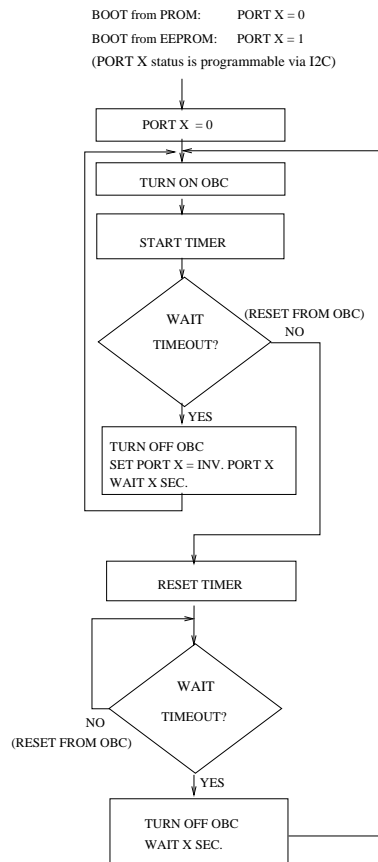 BOOT from PROM: PORT X = 0
BOOT from EEPROM: PORT X = 1
(PORT X status is programmable via I2C)
PORT X = 0
TURN ON OBC
START TIMER
WAIT
TIMEOUT?
(RESET FROM OBC)
NO
YES
TURN OFF OBC
SET PORT X = INV. PORT X
WAIT X SEC.
RESET TIMER
WAIT
TIMEOUT?
NO
(RESET FROM OBC)
YES
TURN OFF OBC
WAIT X SEC.